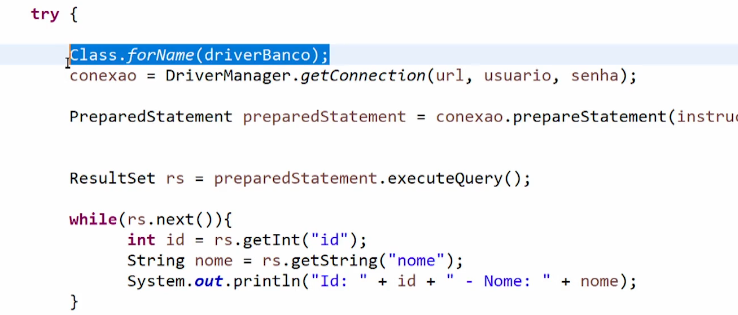 try {
Class.forName(driverBanco);
conexao = DriverManager.getConnection(url, usuario, senha);
PreparedStatement preparedStatement = conexao.prepareStatement(
ResultSet rs = preparedStatement.executeQuery();
while(rs.next()){
int id = rs.getInt("id");
String nome = rs.getString("nome");
System.out.println("Id: " + id + " - Nome: " + nome);
}